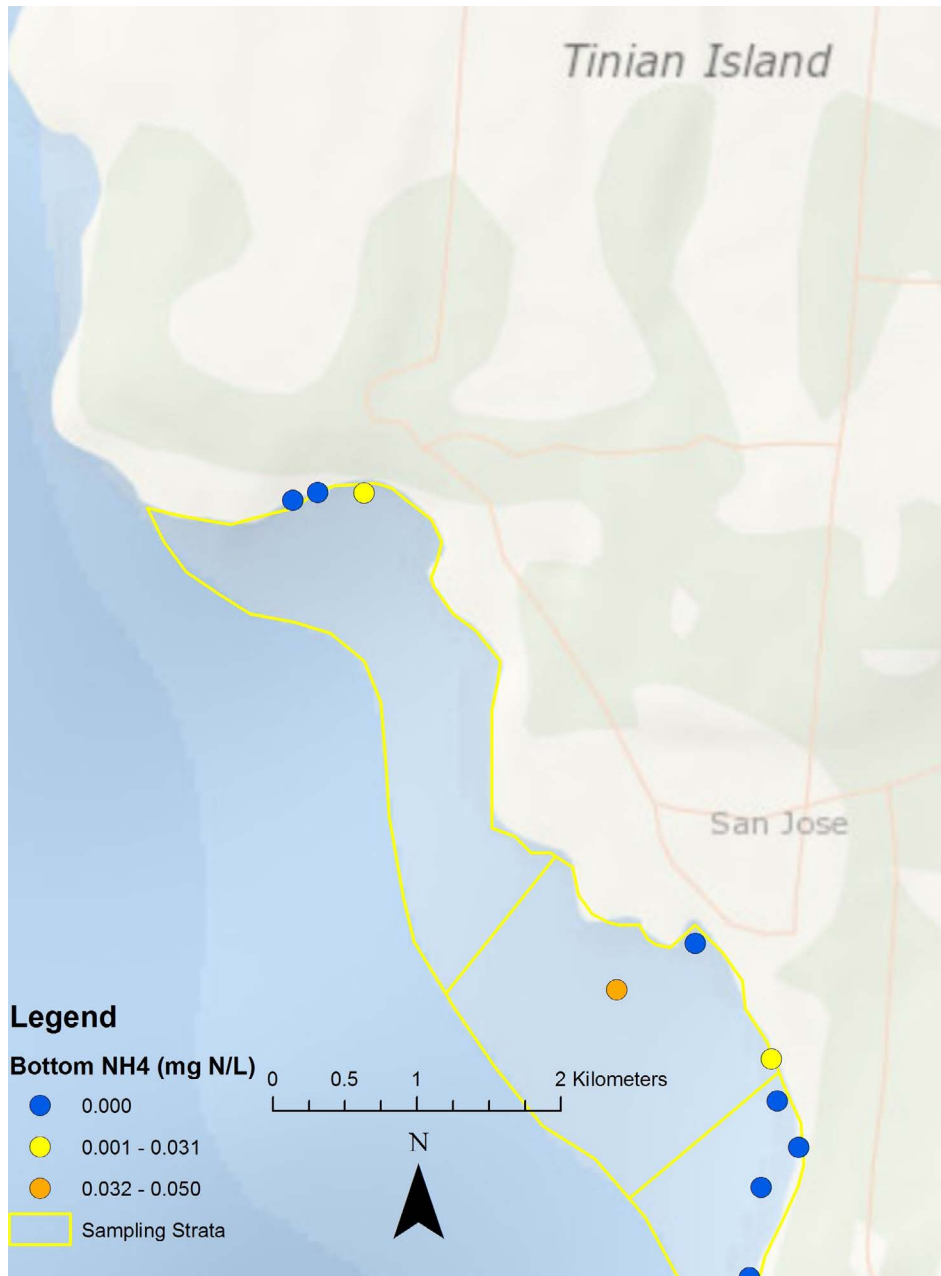 Tinian Island
San Jose
Legend
Bottom NH4 (mg N/L)
0.000
0.001 - 0.031
0.032 - 0.050
Sampling Strata
0 0.5 1 2 Kilometers
N